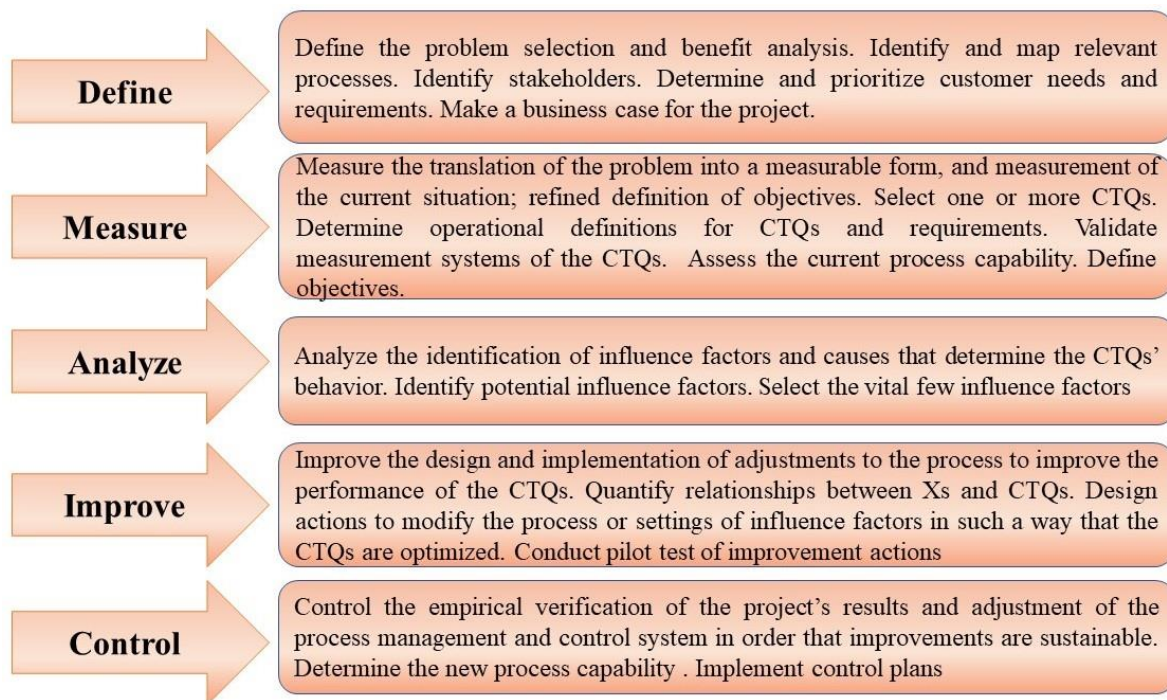 Define
Define the problem selection and benefit analysis. Identify and map relevant
processes. Identify stakeholders. Determine and prioritize customer needs and
requirements. Make a business case for the project.
Measure
Measure the translation of the problem into a measurable form, and measurement of
the current situation; refined definition of objectives. Select one or more CTQs.
Determine operational definitions for CTQs and requirements. Validate
measurement systems of the CTQs. Assess the current process capability. Define
objectives.
Analyze
Analyze the identification of influence factors and causes that determine the CTQs’
behavior. Identify potential influence factors. Select the vital few influence factors
Improve
Improve the design and implementation of adjustments to the process to improve the
performance of the CTQs. Quantify relationships between Xs and CTQs. Design
actions to modify the process or settings of influence factors in such a way that the
CTQs are optimized. Conduct pilot test of improvement actions
Control
Control the empirical verification of the project’s results and adjustment of the
process management and control system in order that improvements are sustainable.
Determine the new process capability . Implement control plans